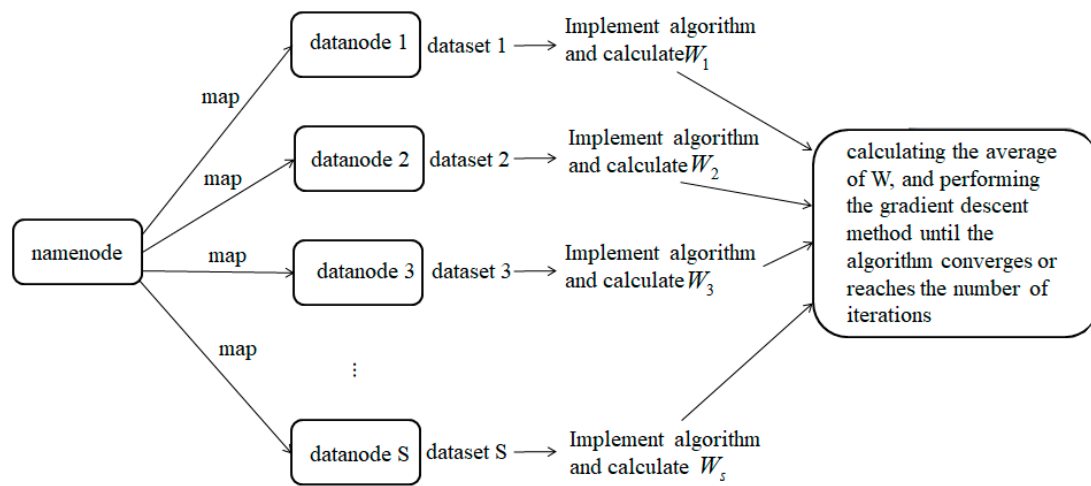 namenode
map
map
map
map
datanode 1
dataset 1
Implement algorithm
and calculate W₁
datanode 2
dataset 2
Implement algorithm
and calculate W₂
datanode 3
dataset 3
Implement algorithm
and calculate W₃
⋮
datanode S
dataset S
Implement algorithm
and calculate Wₛ
calculating the average
of W, and performing
the gradient descent
method until the
algorithm converges or
reaches the number of
iterations